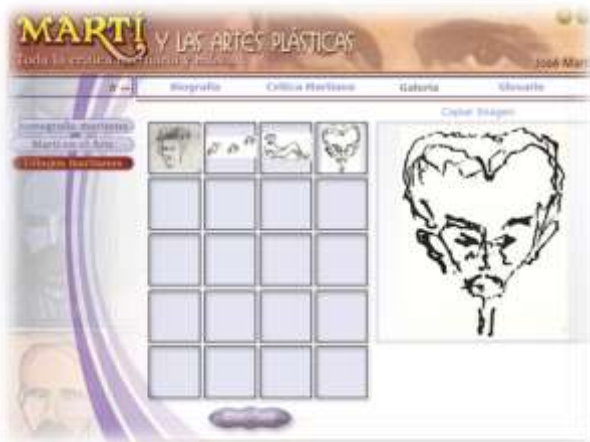 MARTÍ Y LAS ARTES PLÁSTICAS
Toda la crítica martiana y más...
José Martí
Biografía
Crítica Martiana
Galería
Glosario
Iconografía martiana
Martí en el Arte
Dibujos martianos
Copiar Imagen